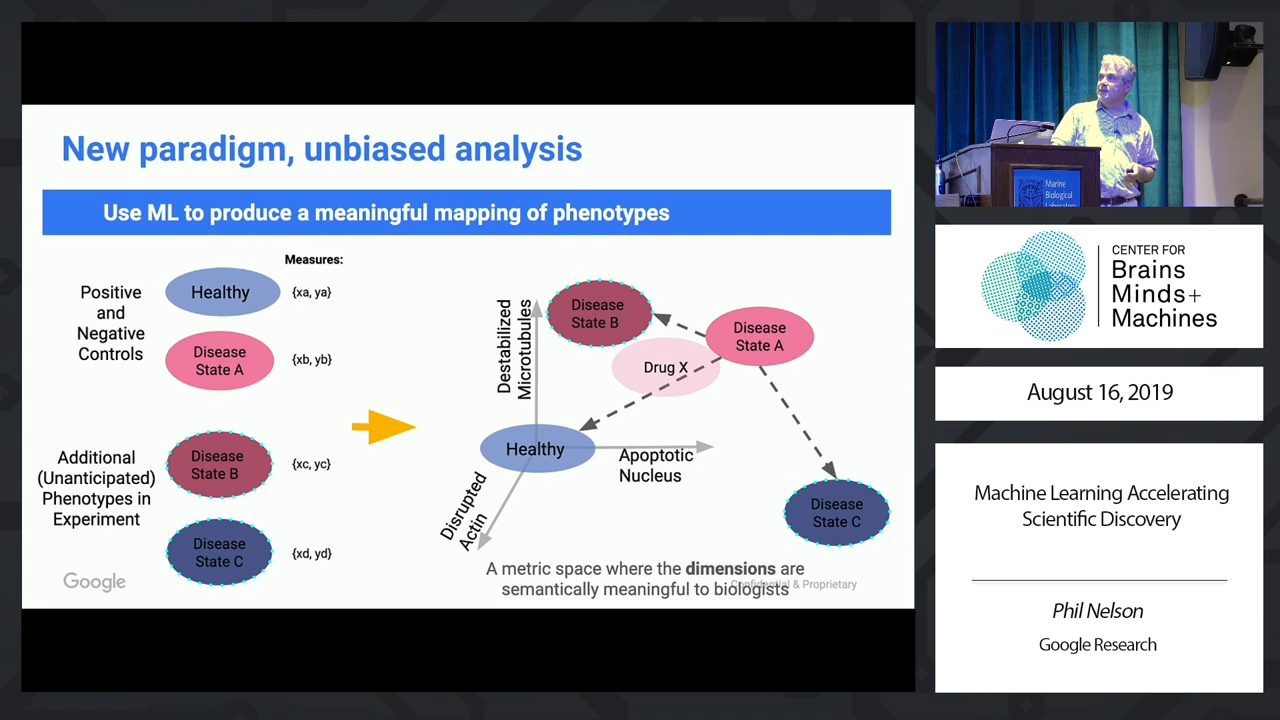 New paradigm, unbiased analysis
Use ML to produce a meaningful mapping of phenotypes
Measures:
Positive
and
Negative
Controls
Healthy
{xa, ya}
Disease
State A
{xb, yb}
Additional
(Unanticipated)
Phenotypes in
Experiment
Disease
State B
{xc, yc}
Disease
State C
{xd, yd}
Destabilized
Microtubules
Disease
State B
Disease
State A
Drug X
Healthy
Apoptotic
Nucleus
Disrupted
Actin
Disease
State C
A metric space where the dimensions are
semantically meaningful to biologists
Confidential & Proprietary
Google
Marine
Biological
Laboratory
CENTER FOR
Brains
Minds+
Machines
August 16, 2019
Machine Learning Accelerating
Scientific Discovery
Phil Nelson
Google Research